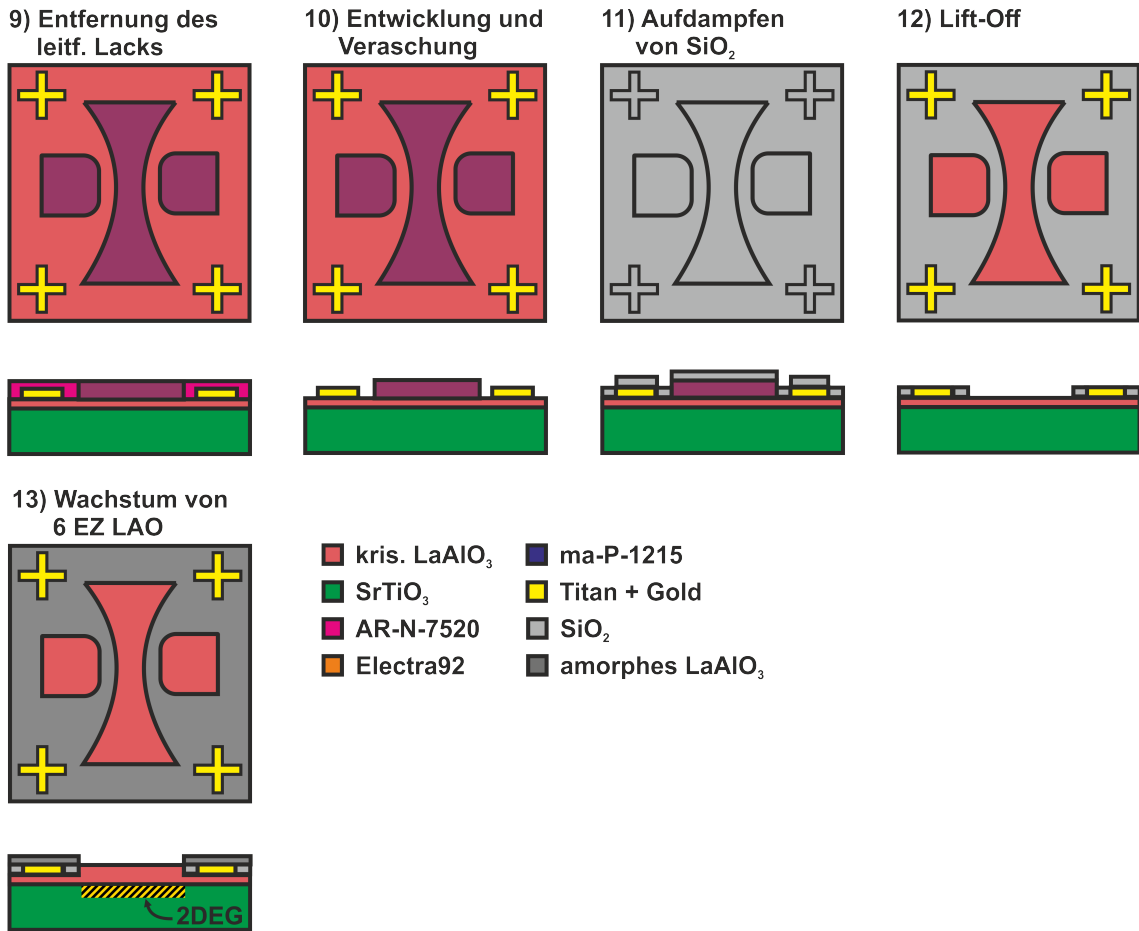 9) Entfernung des
leitf. Lacks
10) Entwicklung und
Veraschung
11) Aufdampfen
von SiO₂
12) Lift-Off
13) Wachstum von
6 EZ LAO
kris. LaAlO₃
SrTiO₃
AR-N-7520
Electra92
ma-P-1215
Titan + Gold
SiO₂
amorphes LaAlO₃
2DEG